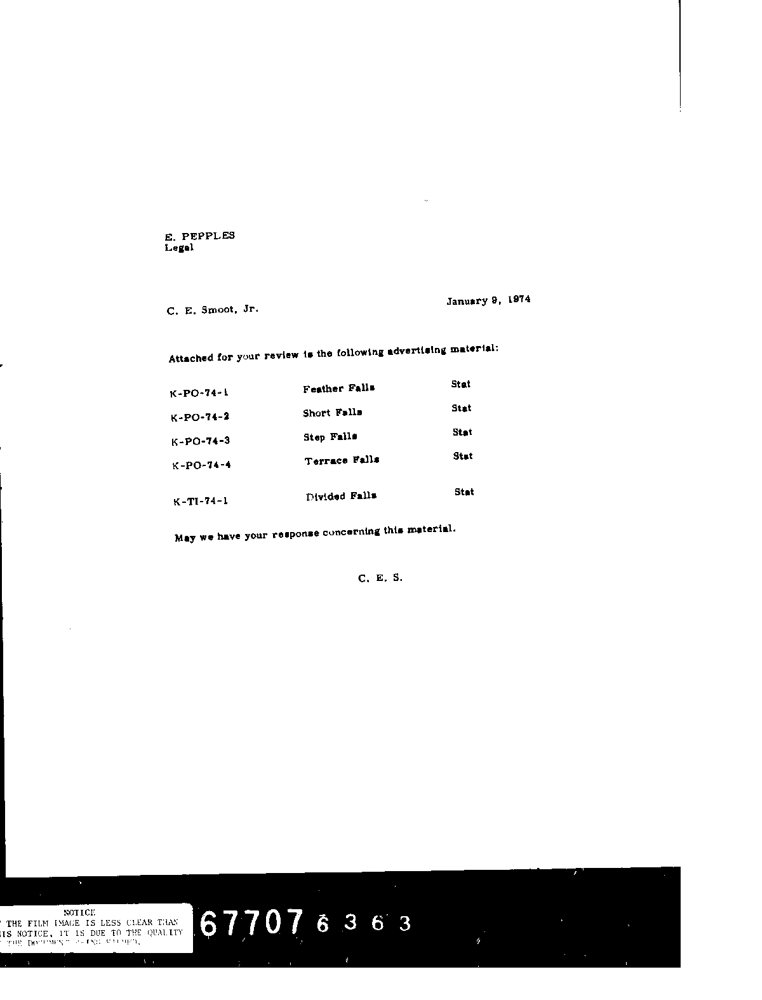 E. PEPPLES
Legal
C. E. Smoot, Jr. January 9, 1974
Attached for your review is the following advertising material:
K-PO-74-1 Feather Falls Stat
K-PO-74-2 Short Falls Stat
K-PO-74-3 Step Falls Stat
K-PO-74-4 Terrace Falls Stat
K-TI-74-1 Divided Falls Stat
May we have your response concerning this material.
C. E. S.
NOTICE
THE FILM IMAGE IS LESS CLEAR THAN
IS NOTICE, IT IS DUE TO THE QUALITY
THE
67707 6363